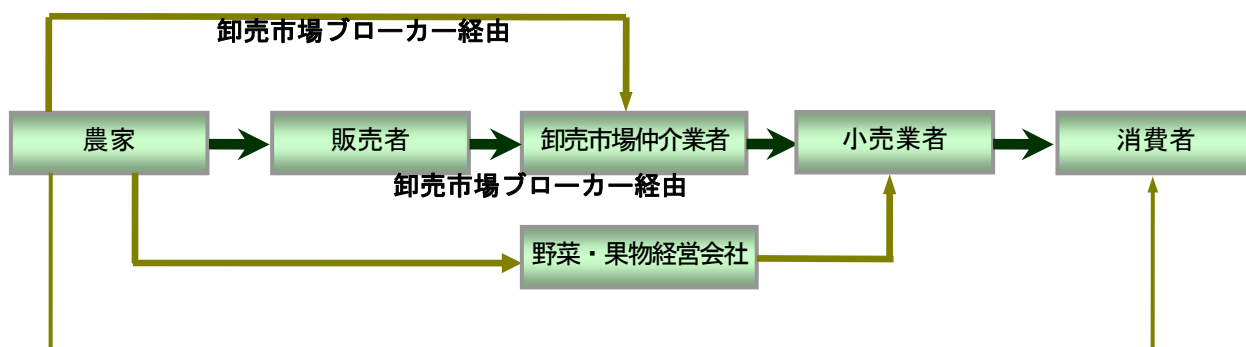 卸売市場ブローカー経由
農家
販売者
卸売市場仲介業者
小売業者
消費者
卸売市場ブローカー経由
野菜・果物経営会社